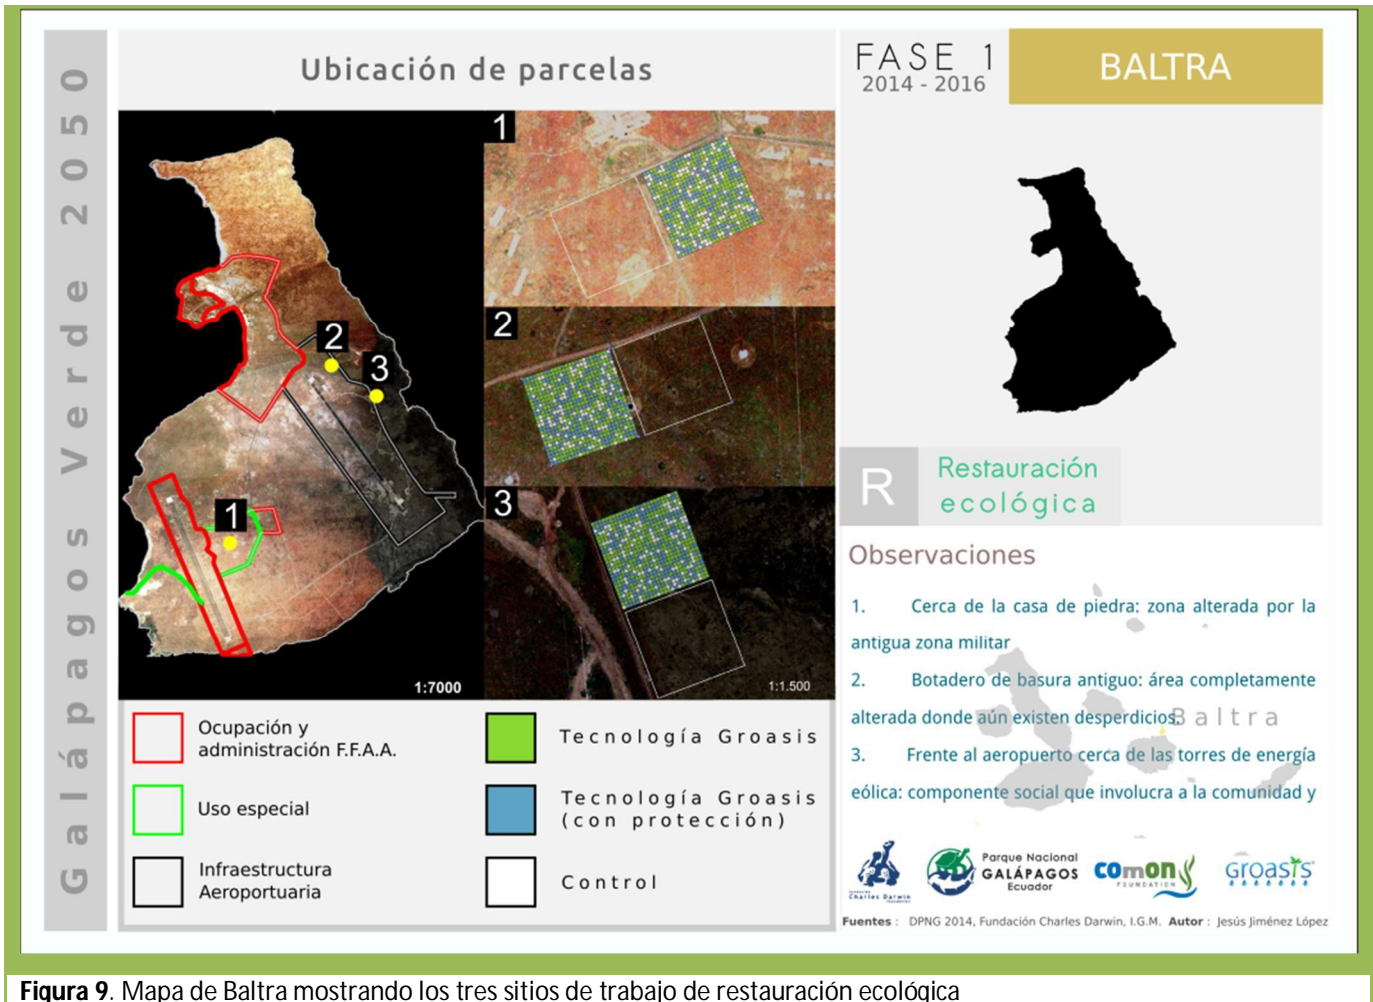 Galápagos Verde 2050
Ubicación de parcelas
FASE 1
2014 - 2016
BALTRA
1
2
3
1
2
3
1:7000
1:1.500
R
Restauración
ecológica
Observaciones
1. Cerca de la casa de piedra: zona alterada por la
antigua zona militar
2. Botadero de basura antiguo: área completamente
alterada donde aún existen desperdicios.
Baltra
3. Frente al aeropuerto cerca de las torres de energía
eólica: componente social que involucra a la comunidad y
Ocupación y
administración F.F.A.A.
Uso especial
Infraestructura
Aeroportuaria
Tecnología Groasis
Tecnología Groasis
(con protección)
Control
fundación
Charles Darwin
foundation
Parque Nacional
GALÁPAGOS
Ecuador
comon
FOUNDATION
GROASIS
Fuentes : DPNG 2014, Fundación Charles Darwin, I.G.M. Autor : Jesús Jiménez López
Figura 9. Mapa de Baltra mostrando los tres sitios de trabajo de restauración ecológica